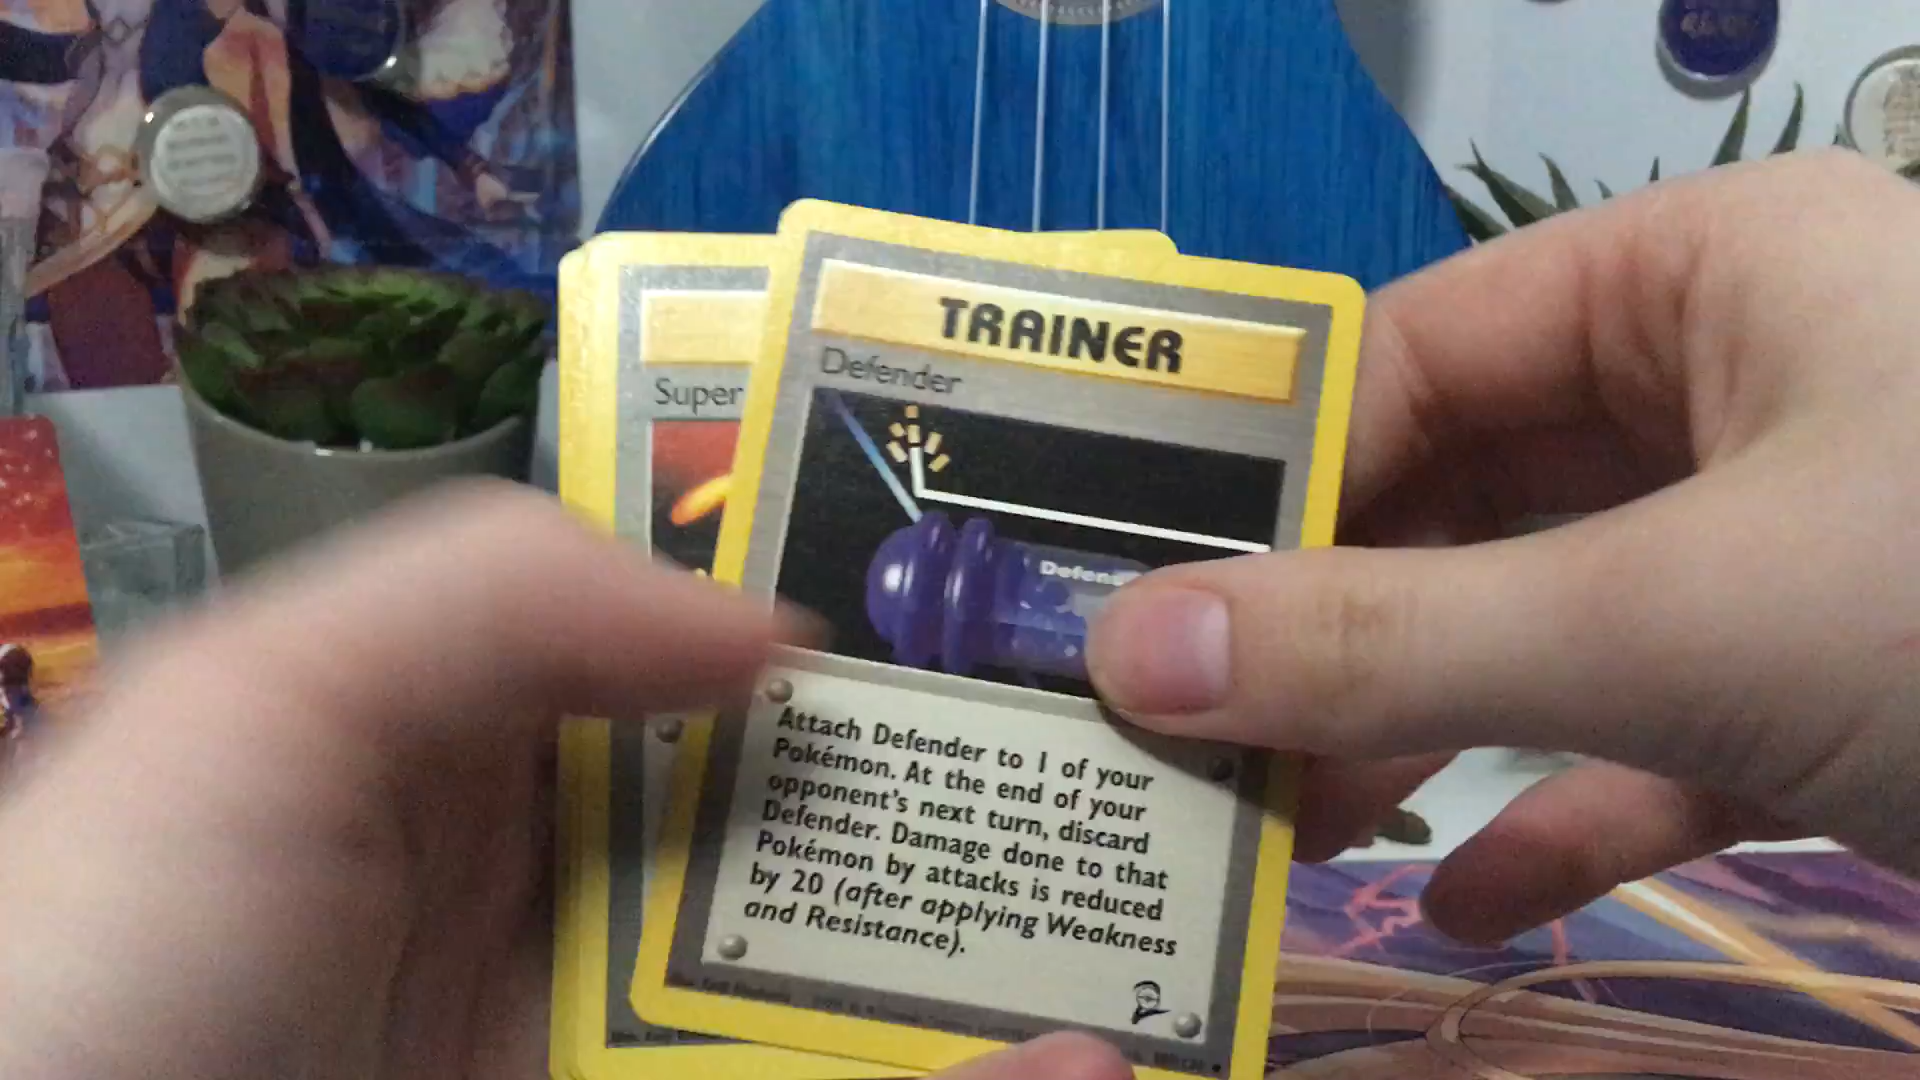 TRAINER
Defender
Super
Attach Defender to 1 of your
Pokémon. At the end of your
opponent's next turn, discard
Defender. Damage done to that
Pokémon by attacks is reduced
by 20 (after applying Weakness
and Resistance).